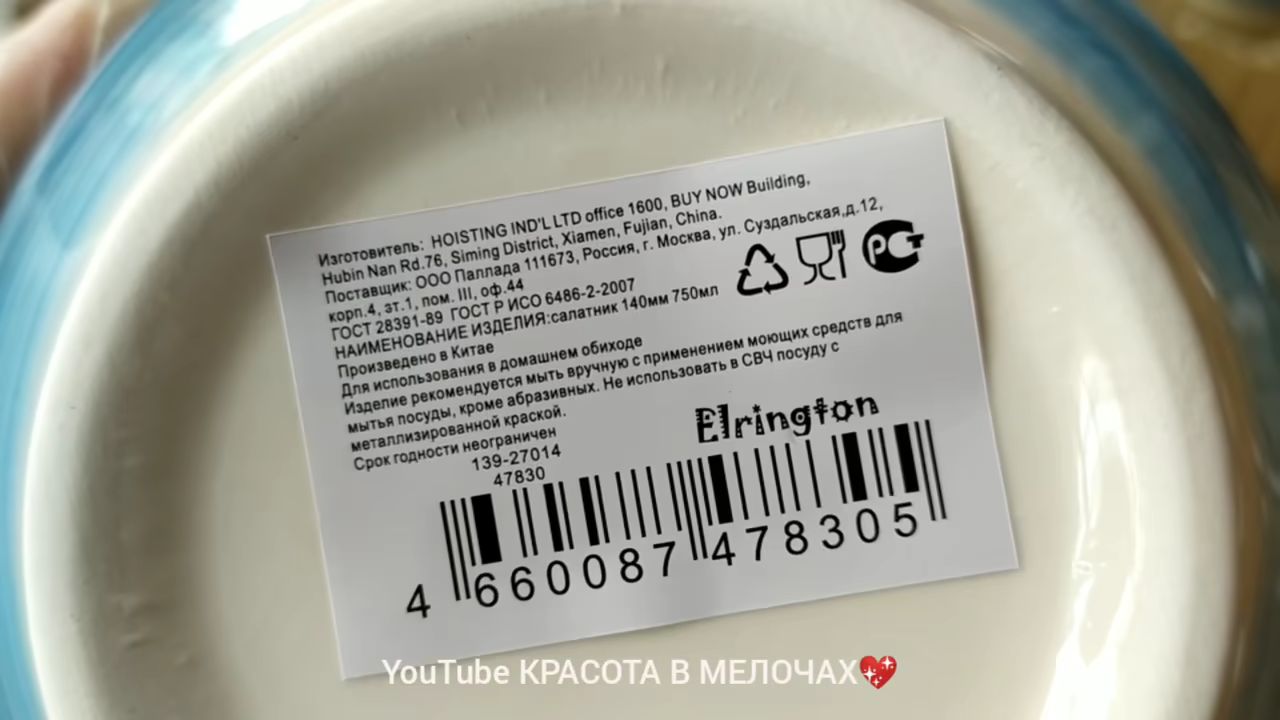 Изготовитель: HOISTING IND'L LTD office 1600, BUY NOW Building,
Hubin Nan Rd.76, Siming District, Xiamen, Fujian, China.
Поставщик: ООО Паллада 111673, Россия, г. Москва, ул. Суздальская,д.12,
корп.4, эт.1, пом. III, оф.44
ГОСТ 28391-89 ГОСТ Р ИСО 6486-2-2007
НАИМЕНОВАНИЕ ИЗДЕЛИЯ:салатник 140мм 750мл
Произведено в Китае
Для использования в домашнем обиходе
Изделие рекомендуется мыть вручную с применением моющих средств для
мытья посуды, кроме абразивных. Не использовать в СВЧ посуду с
металлизированной краской.
Срок годности неограничен
139-27014
47830
РСТ
Elrington
4 660087 478305
YouTube КРАСОТА В МЕЛОЧАХ💖